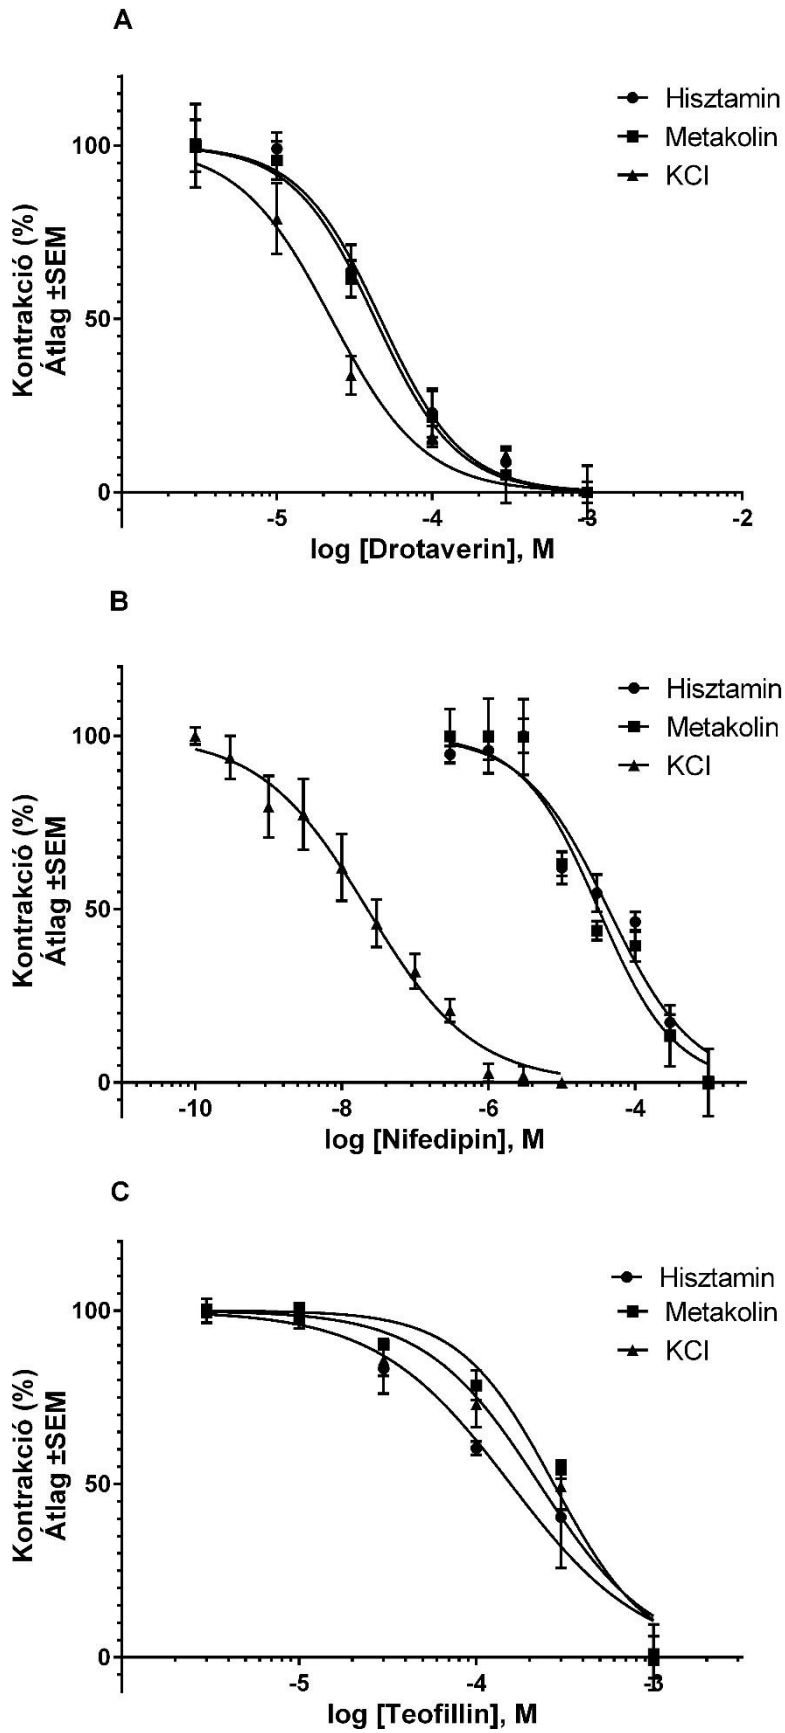 A
Hisztamin
Metakolin
KCl
Kontrakció (%)
Átlag ±SEM
100
50
0
-5 -4 -3 -2
log [Drotaverin], M
B
Hisztamin
Metakolin
KCl
Kontrakció (%)
Átlag ±SEM
100
50
0
-10 -8 -6 -4
log [Nifedipin], M
C
Hisztamin
Metakolin
KCl
Kontrakció (%)
Átlag ±SEM
100
50
0
-5 -4 -3
log [Teofillin], M